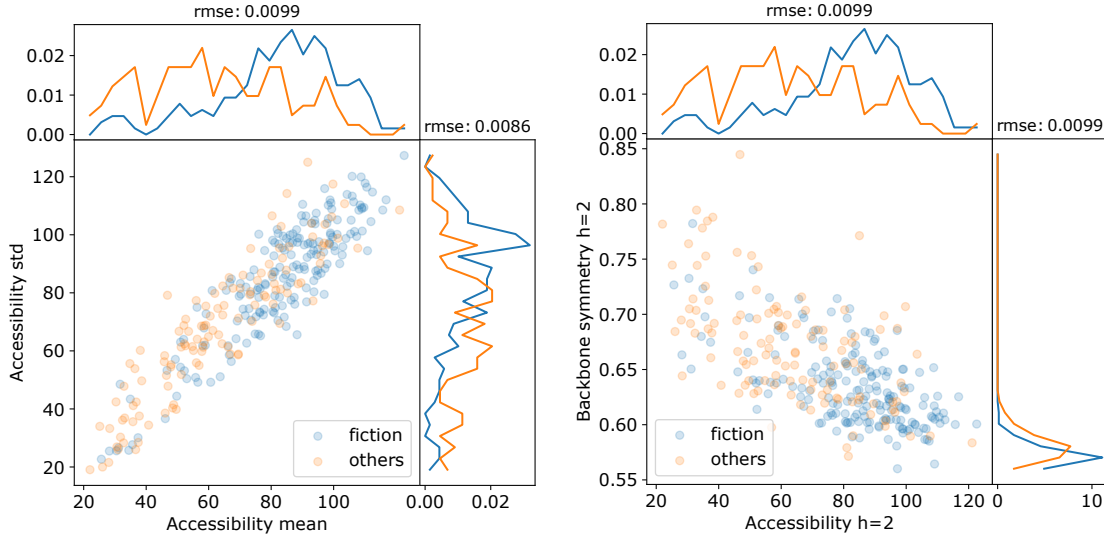 rmse: 0.0099
0.02
0.01
0.00
rmse: 0.0086
Accessibility std
120
100
80
60
40
20
fiction
others
22 40 60 80 100
0.00 0.02
Accessibility mean
rmse: 0.0099
0.02
0.01
0.00
rmse: 0.0099
Backbone symmetry h=2
0.85
0.80
0.75
0.70
0.65
0.60
0.55
fiction
others
22 40 60 80 100 120
0 10
Accessibility h=2